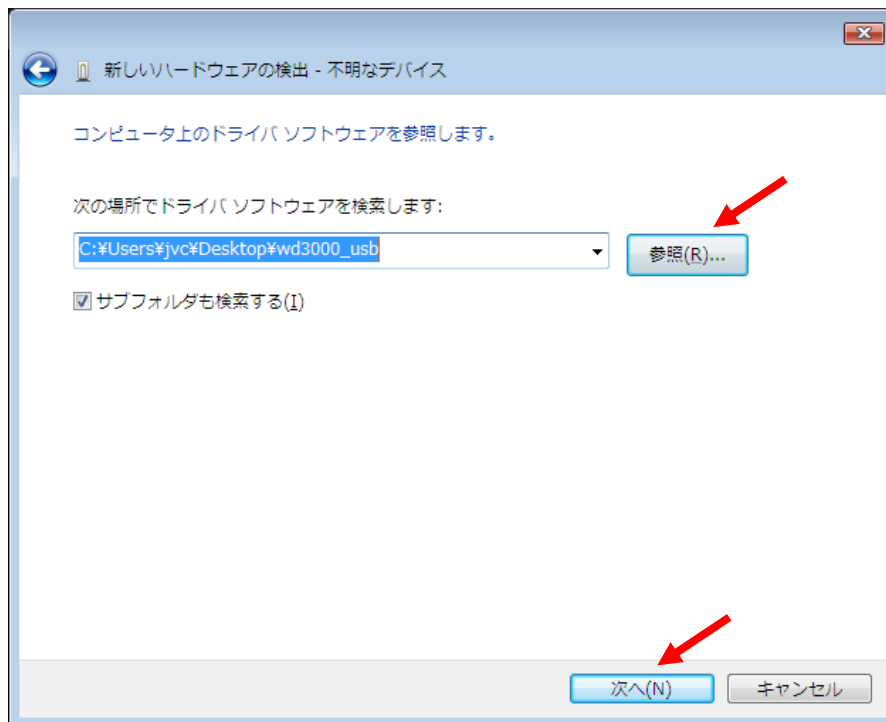 新しいハードウェアの検出 - 不明なデバイス
コンピュータ上のドライバ ソフトウェアを参照します。
次の場所でドライバ ソフトウェアを検索します:
C:¥Users¥jvc¥Desktop¥wd3000_usb
参照(R)...
サブフォルダも検索する(I)
次へ(N)
キャンセル